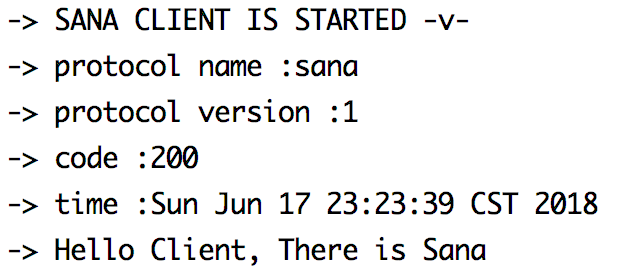 -> SANA CLIENT IS STARTED -v-
-> protocol name :sana
-> protocol version :1
-> code :200
-> time :Sun Jun 17 23:23:39 CST 2018
-> Hello Client, There is Sana